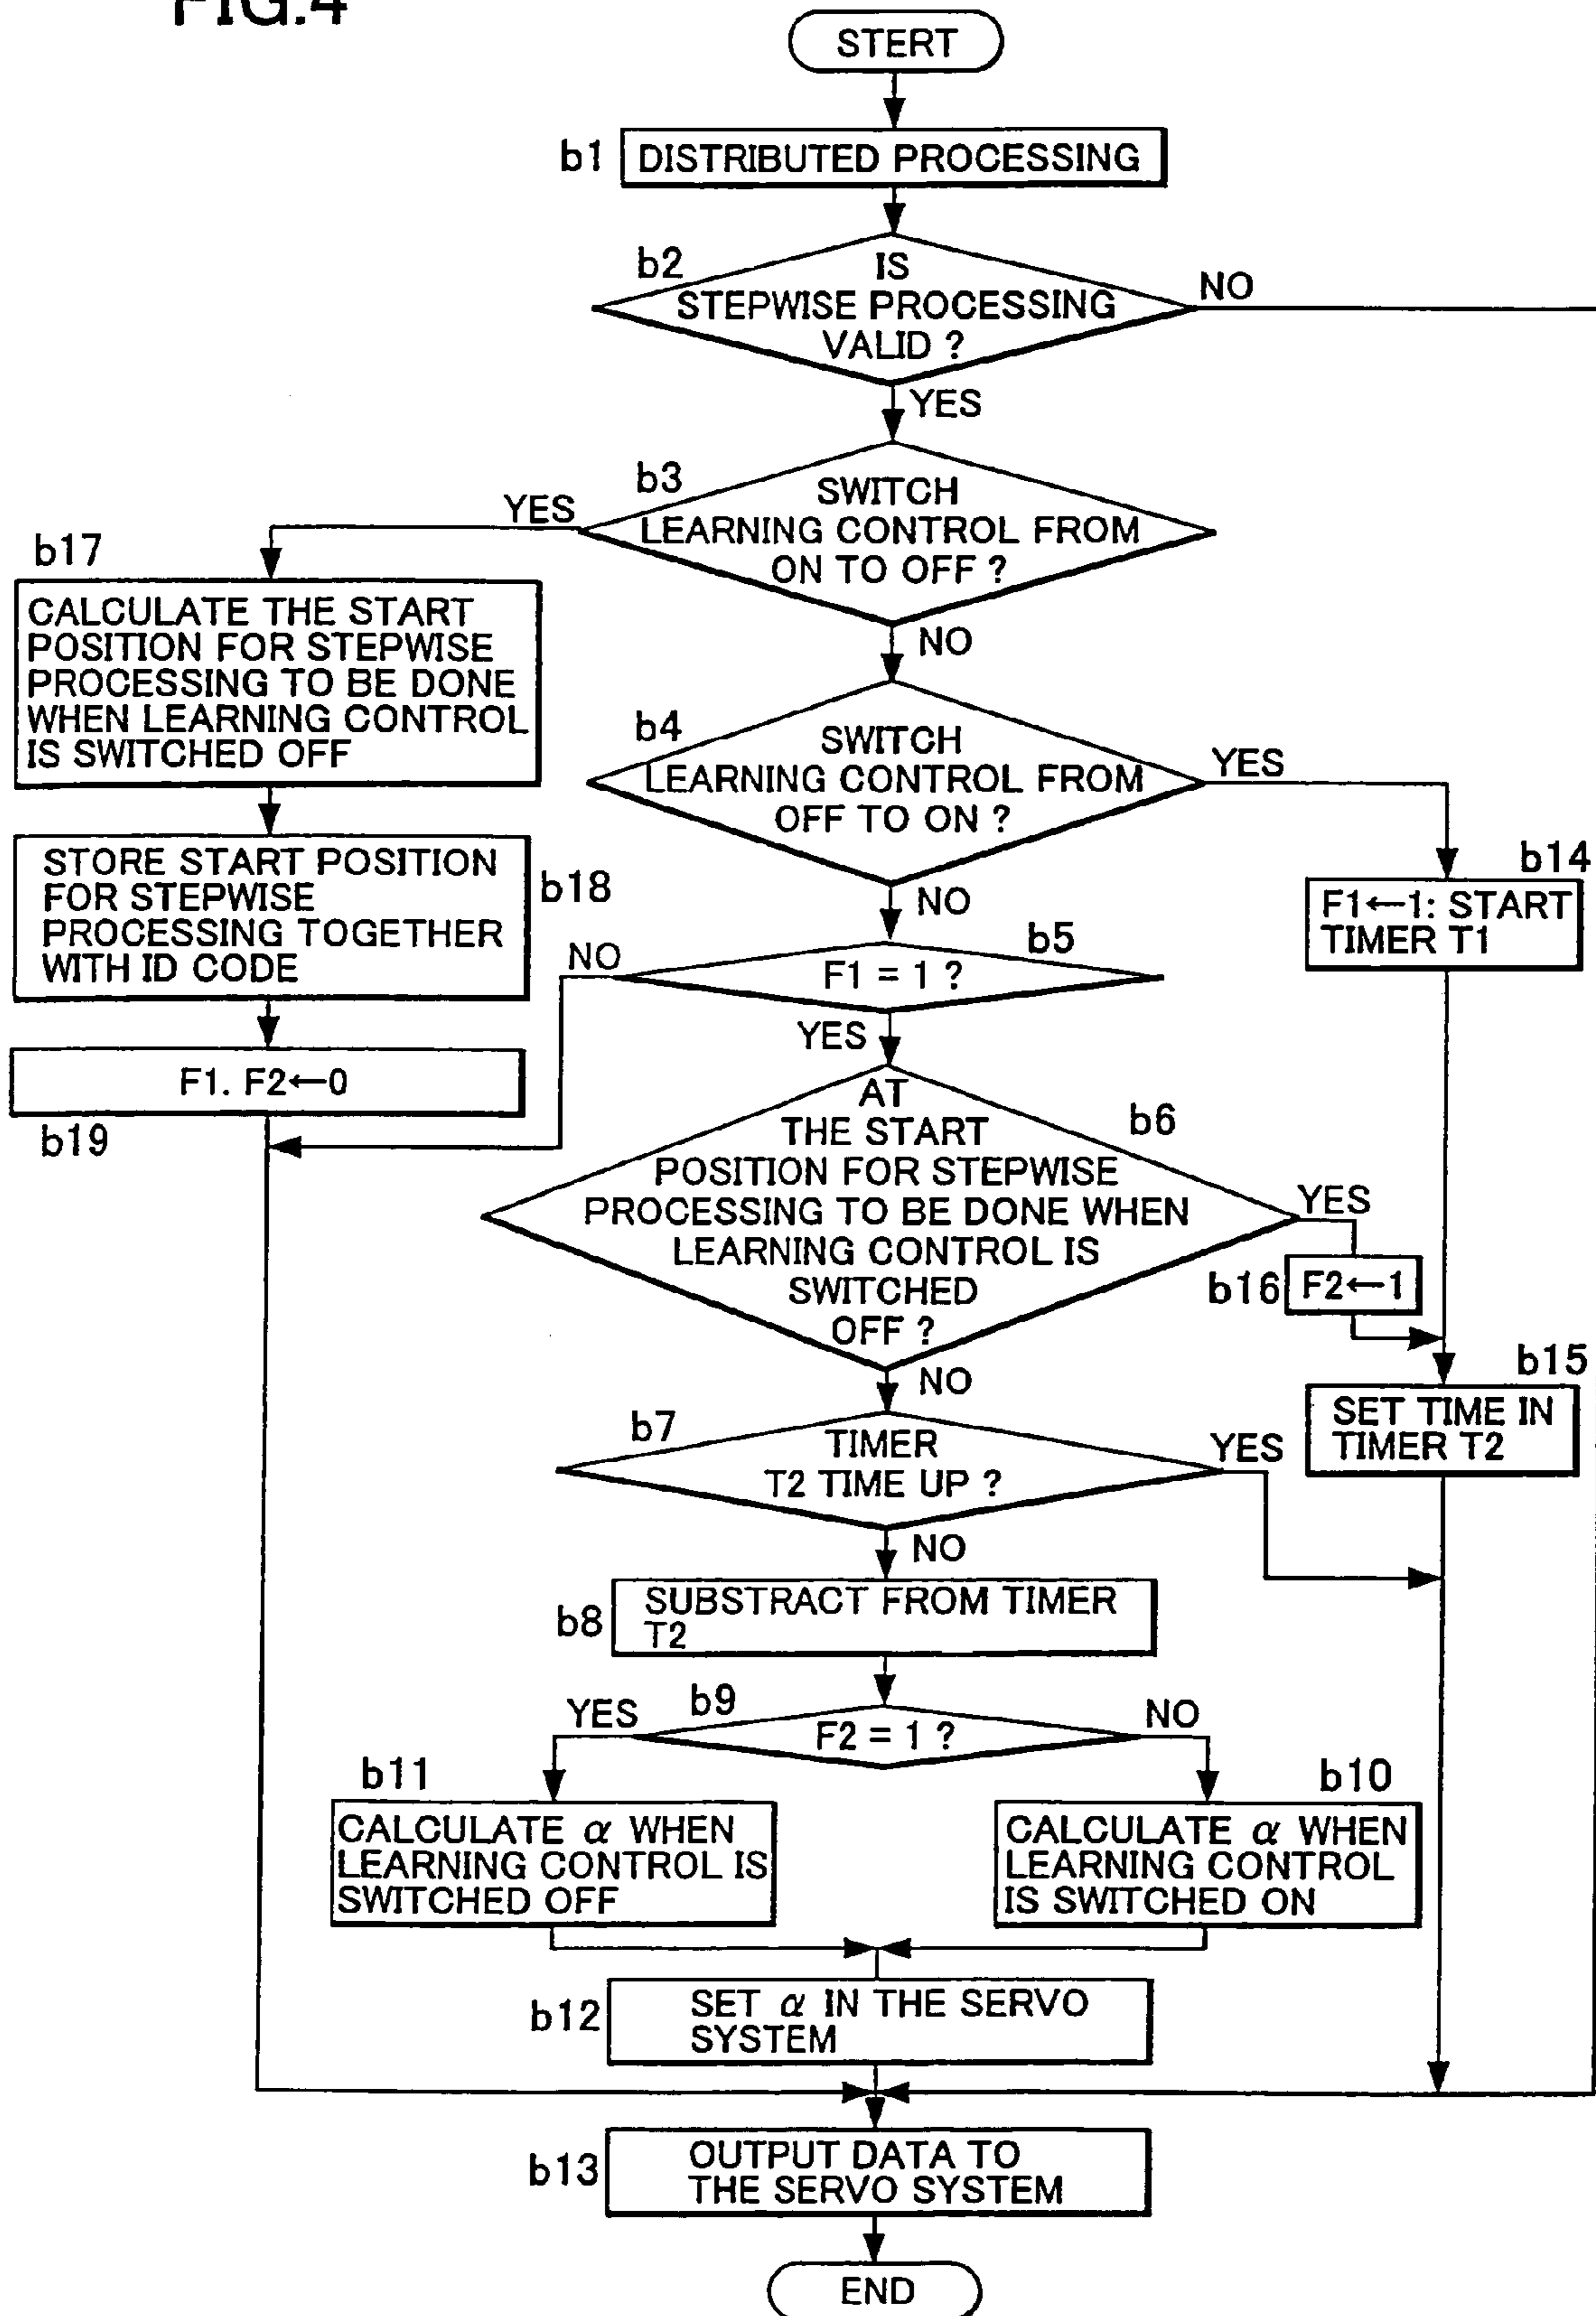 FIG.4
STERT
b1
DISTRIBUTED PROCESSING
b2
IS
STEPWISE PROCESSING
VALID ?
NO
YES
b3
SWITCH
LEARNING CONTROL FROM
ON TO OFF ?
YES
NO
b17
CALCULATE THE START
POSITION FOR STEPWISE
PROCESSING TO BE DONE
WHEN LEARNING CONTROL
IS SWITCHED OFF
b4
SWITCH
LEARNING CONTROL FROM
OFF TO ON ?
YES
NO
b18
STORE START POSITION
FOR STEPWISE
PROCESSING TOGETHER
WITH ID CODE
b14
F1←1: START
TIMER T1
b5
F1 = 1 ?
NO
YES
F1. F2←0
b19
b6
AT
THE START
POSITION FOR STEPWISE
PROCESSING TO BE DONE WHEN
LEARNING CONTROL IS
SWITCHED
OFF ?
YES
NO
b16
F2←1
b15
SET TIME IN
TIMER T2
b7
TIMER
T2 TIME UP ?
YES
NO
b8
SUBSTRACT FROM TIMER
T2
b9
F2 = 1 ?
YES
NO
b11
CALCULATE α WHEN
LEARNING CONTROL IS
SWITCHED OFF
b10
CALCULATE α WHEN
LEARNING CONTROL
IS SWITCHED ON
b12
SET α IN THE SERVO
SYSTEM
b13
OUTPUT DATA TO
THE SERVO SYSTEM
END